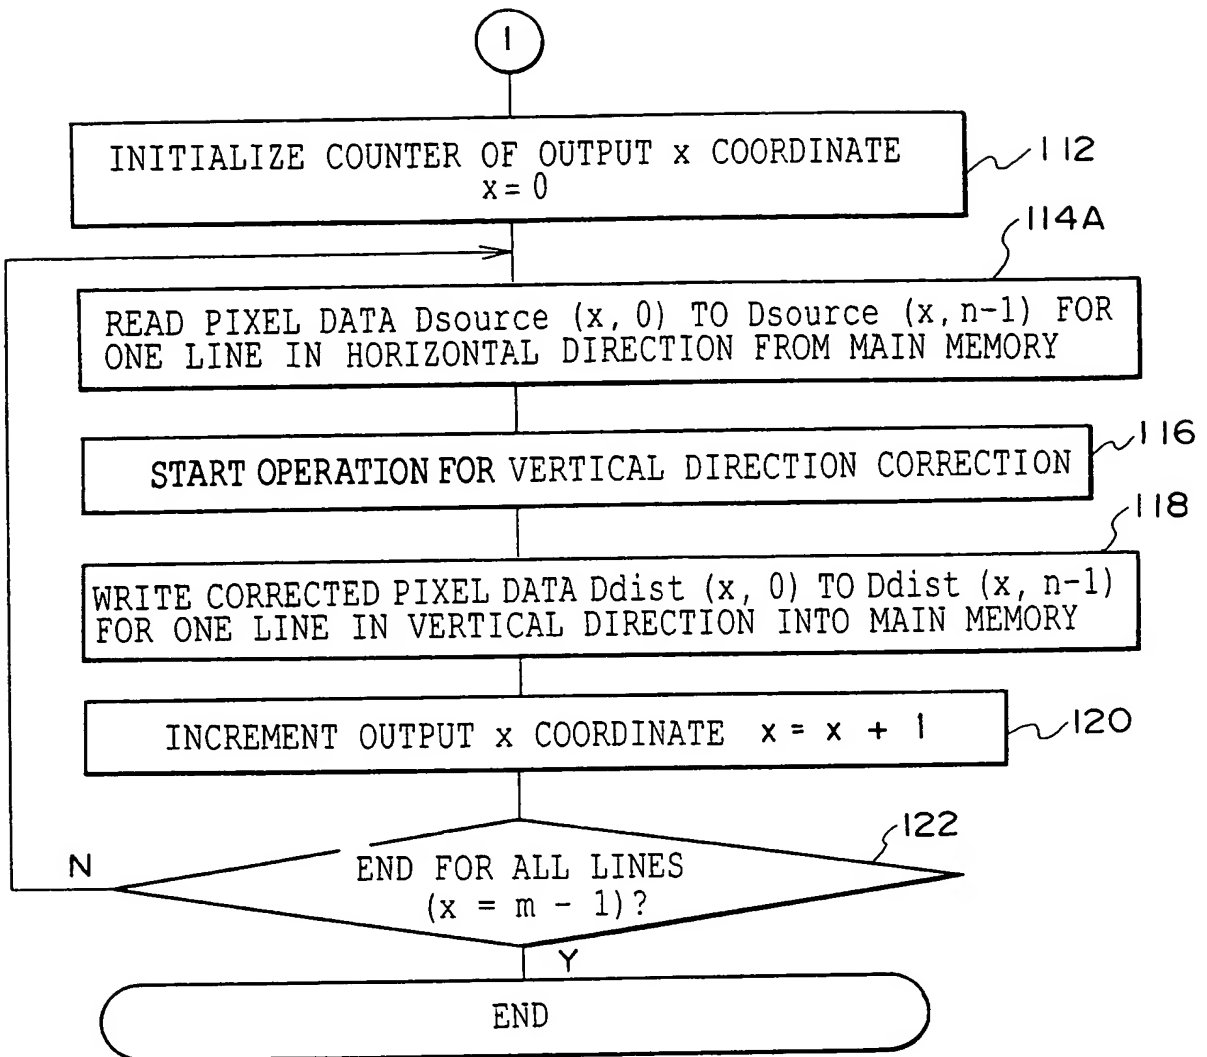 1
INITIALIZE COUNTER OF OUTPUT x COORDINATE
x = 0
112
114A
READ PIXEL DATA Dsource (x, 0) TO Dsource (x, n-1) FOR
ONE LINE IN HORIZONTAL DIRECTION FROM MAIN MEMORY
116
START OPERATION FOR VERTICAL DIRECTION CORRECTION
118
WRITE CORRECTED PIXEL DATA Ddist (x, 0) TO Ddist (x, n-1)
FOR ONE LINE IN VERTICAL DIRECTION INTO MAIN MEMORY
INCREMENT OUTPUT x COORDINATE x = x + 1
120
122
N
END FOR ALL LINES
(x = m - 1)?
Y
END